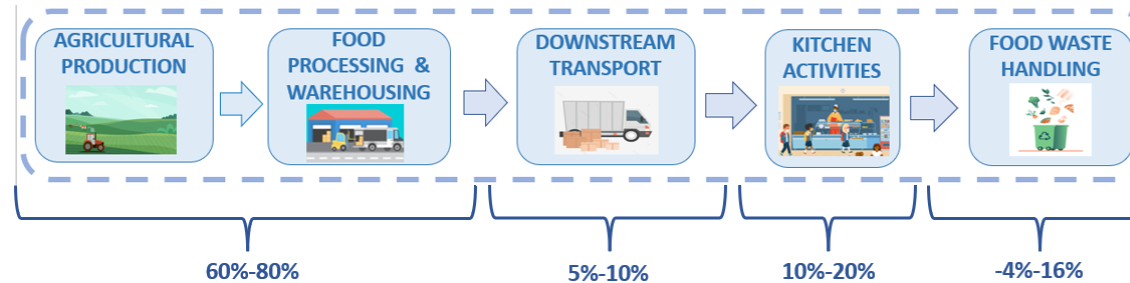 AGRICULTURAL
PRODUCTION
FOOD
PROCESSING &
WAREHOUSING
DOWNSTREAM
TRANSPORT
KITCHEN
ACTIVITIES
FOOD WASTE
HANDLING
60%-80%
5%-10%
10%-20%
-4%-16%